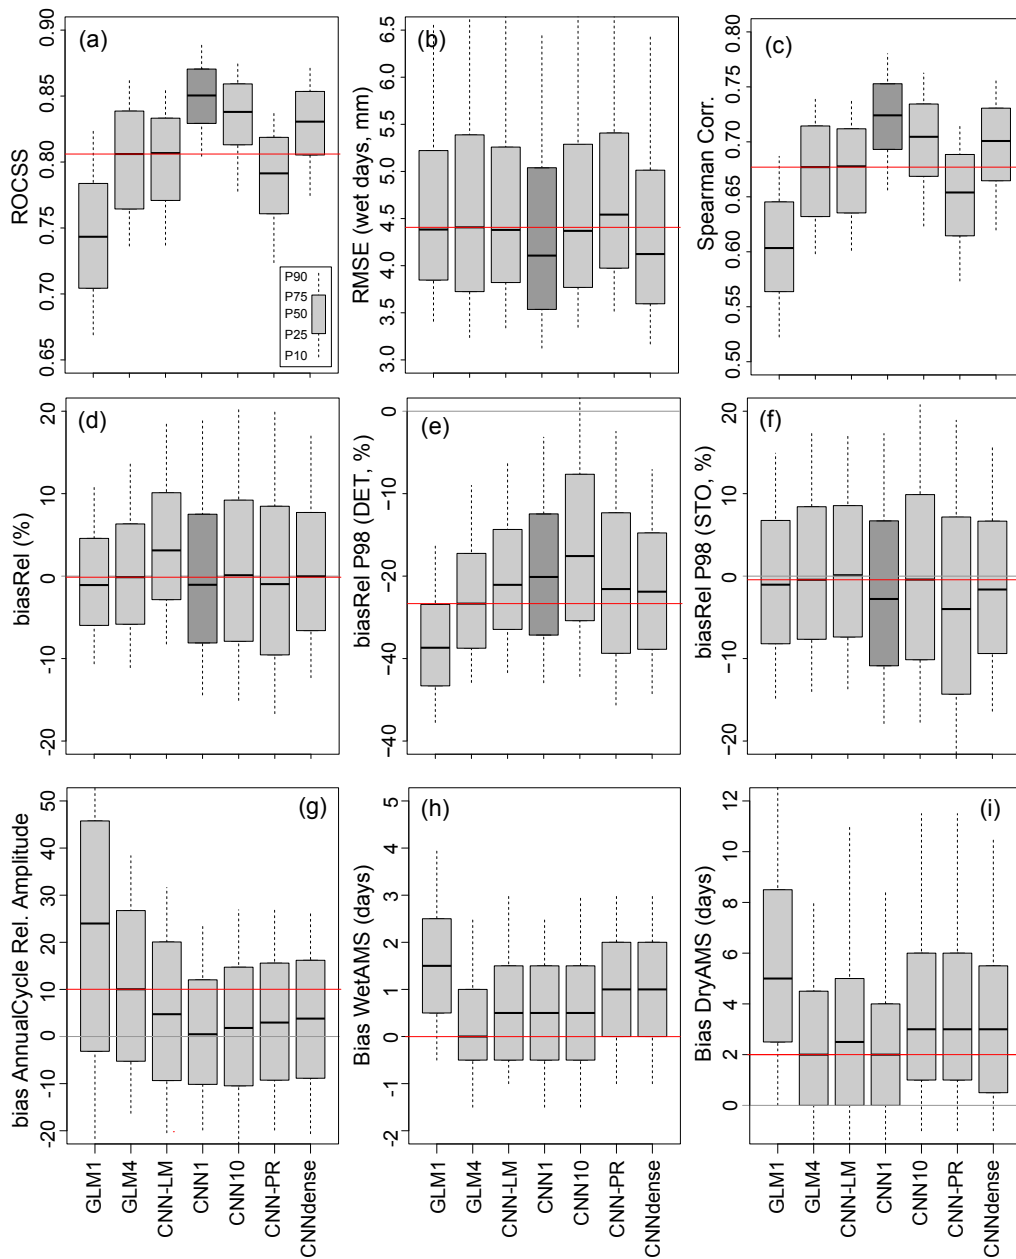 (a)
ROCSS
0.90
0.85
0.80
0.75
0.70
0.65
P90
P75
P50
P25
P10
(b)
RMSE (wet days, mm)
6.5
6.0
5.5
5.0
4.5
4.0
3.5
3.0
(c)
Spearman Corr.
0.80
0.75
0.70
0.65
0.60
0.55
0.50
(d)
biasRel (%)
20
10
0
−10
−20
(e)
biasRel P98 (DET, %)
0
−10
−20
−40
−40
(f)
biasRel P98 (STO, %)
20
10
0
−10
−20
(g)
bias AnnualCycle Rel. Amplitude
50
40
30
20
10
0
-20
(h)
Bias WetAMS (days)
5
4
3
2
1
0
-1
-2
(i)
Bias DryAMS (days)
12
10
8
6
4
2
0
GLM1
GLM4
CNN-LM
CNN1
CNN10
CNN-PR
CNNdense
GLM1
GLM4
CNN-LM
CNN1
CNN10
CNN-PR
CNNdense
GLM1
GLM4
CNN-LM
CNN1
CNN10
CNN-PR
CNNdense